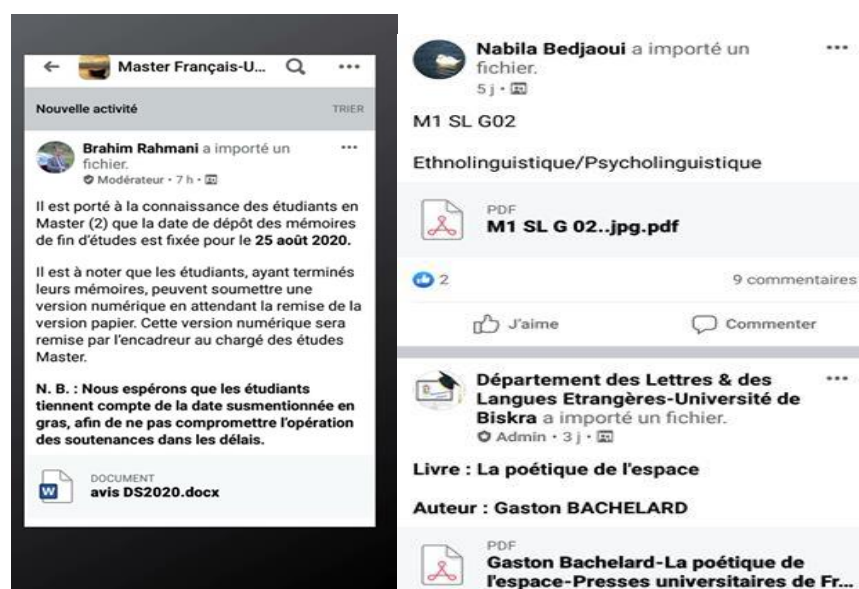 Master Français-U...
Nouvelle activité
TRIER
Brahim Rahmani a importé un
fichier.
Modérateur • 7 h •
Il est porté à la connaissance des étudiants en
Master (2) que la date de dépôt des mémoires
de fin d'études est fixée pour le 25 août 2020.
Il est à noter que les étudiants, ayant terminés
leurs mémoires, peuvent soumettre une
version numérique en attendant la remise de la
version papier. Cette version numérique sera
remise par l'encadreur au chargé des études
Master.
N. B. : Nous espérons que les étudiants
tiennent compte de la date susmentionnée en
gras, afin de ne pas compromettre l'opération
des soutenances dans les délais.
DOCUMENT
W
avis DS2020.docx
Nabila Bedjaoui a importé un
fichier.
5 j •
M1 SL G02
Ethnolinguistique/Psycholinguistique
PDF
M1 SL G 02..jpg.pdf
2
9 commentaires
J'aime
Commenter
Département des Lettres & des
Langues Etrangères-Université de
Biskra a importé un fichier.
Admin • 3 j •
Livre : La poétique de l'espace
Auteur : Gaston BACHELARD
PDF
Gaston Bachelard-La poétique de
l'espace-Presses universitaires de Fr...